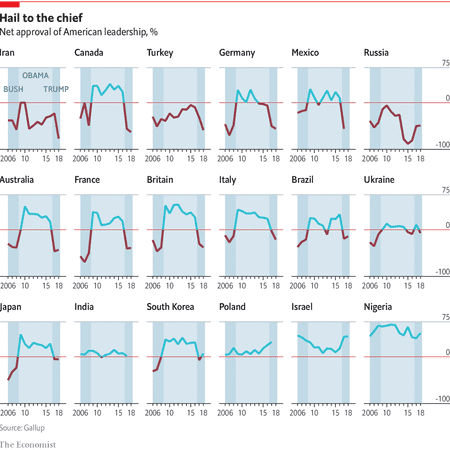 Hail to the chief
Net approval of American leadership, %
Iran Canada Turkey Germany Mexico Russia
75
OBAMA
BUSH TRUMP
0
-100
2006 10 15 18 2006 10 15 18 2006 10 15 18 2006 10 15 18 2006 10 15 18 2006 10 15 18
Australia France Britain Italy Brazil Ukraine
75
0
-100
2006 10 15 18 2006 10 15 18 2006 10 15 18 2006 10 15 18 2006 10 15 18 2006 10 15 18
Japan India South Korea Poland Israel Nigeria
75
0
-100
2006 10 15 18 2006 10 15 18 2006 10 15 18 2006 10 15 18 2006 10 15 18 2006 10 15 18
Source: Gallup
The Economist